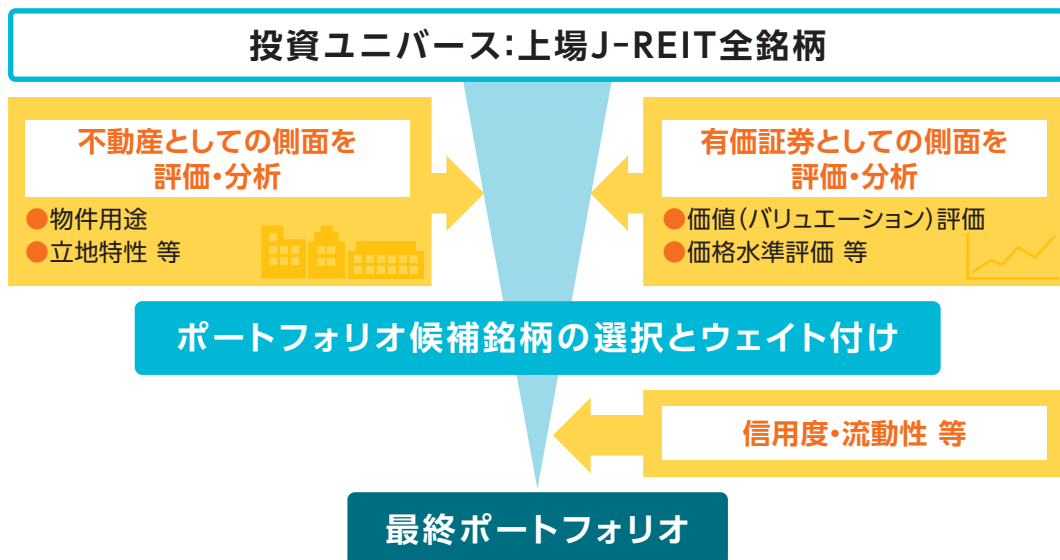 投資ユニバース：上場J-REIT全銘柄
不動産としての側面を
評価・分析
●物件用途
●立地特性 等
有価証券としての側面を
評価・分析
●価値（バリュエーション）評価
●価格水準評価 等
ポートフォリオ候補銘柄の選択とウェイト付け
信用度・流動性 等
最終ポートフォリオ